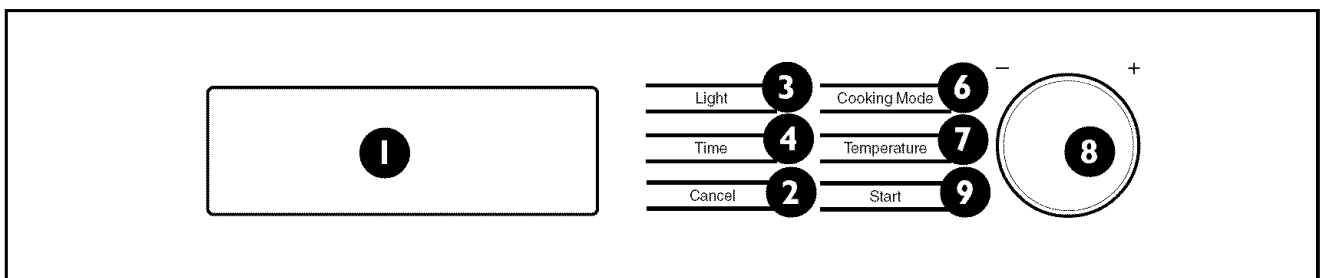 Light 3 Cooking Mode 6 − +
1 Time 4 Temperature 7 8
Cancel 2 Start 9